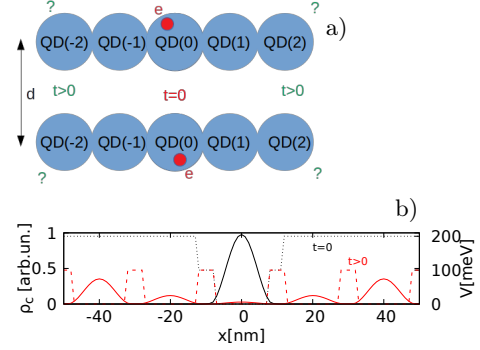 ? ?
e a)
QD(-2) QD(-1) QD(0) QD(1) QD(2)
d t>0 t=0 t>0
QD(-2) QD(-1) QD(0) QD(1) QD(2)
? e ?
b)
1 200
t=0 t>0
0.5 100
0 0
ρc [arb.un.] V[meV]
-40 -20 0 20 40
x[nm]